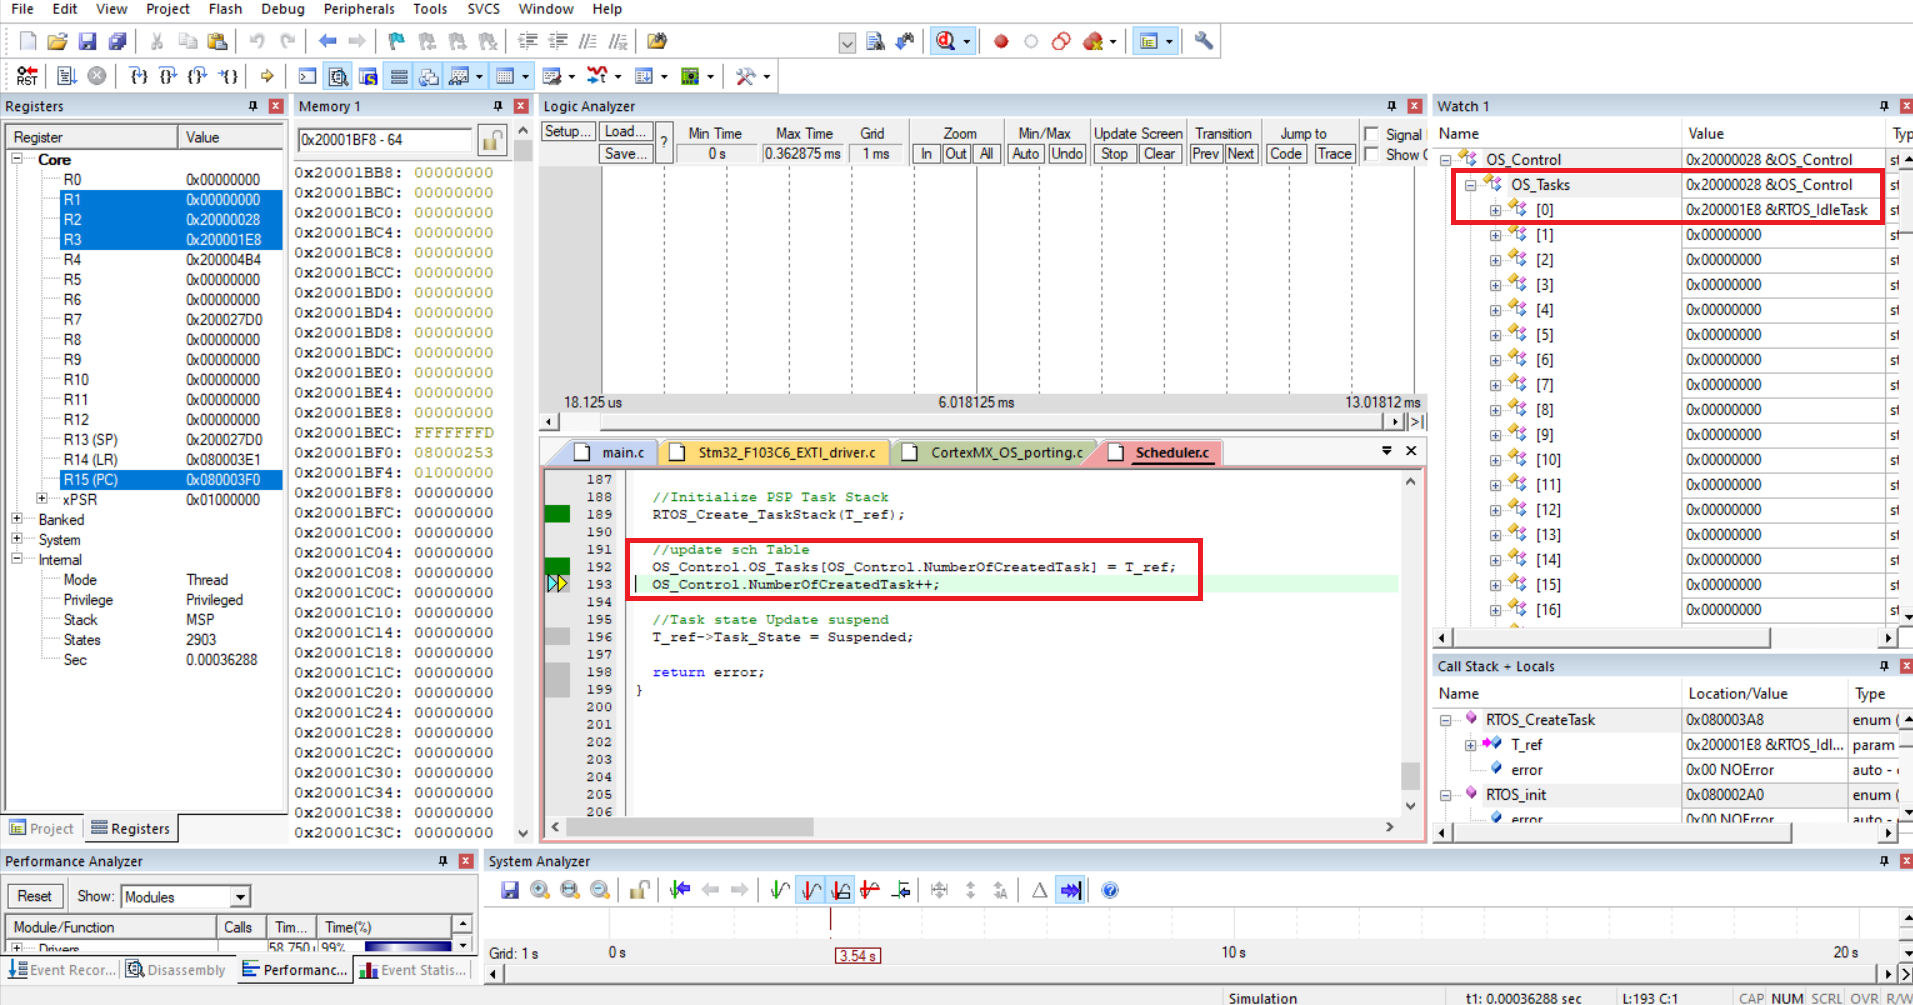 File Edit View Project Flash Debug Peripherals Tools SVCS Window Help
RST
Registers
Register Value
Core
R0 0x00000000
R1 0x00000000
R2 0x20000028
R3 0x200001E8
R4 0x200004B4
R5 0x00000000
R6 0x00000000
R7 0x200027D0
R8 0x00000000
R9 0x00000000
R10 0x00000000
R11 0x00000000
R12 0x00000000
R13 (SP) 0x200027D0
R14 (LR) 0x080003E1
R15 (PC) 0x080003F0
xPSR 0x01000000
Banked
System
Internal
Mode Thread
Privilege Privileged
Stack MSP
States 2903
Sec 0.00036288
Project Registers
Memory 1
0x20001BF8 - 64
0x20001BB8: 00000000
0x20001BBC: 00000000
0x20001BC0: 00000000
0x20001BC4: 00000000
0x20001BC8: 00000000
0x20001BCC: 00000000
0x20001BD0: 00000000
0x20001BD4: 00000000
0x20001BD8: 00000000
0x20001BDC: 00000000
0x20001BE0: 00000000
0x20001BE4: 00000000
0x20001BE8: 00000000
0x20001BEC: FFFFFFFD
0x20001BF0: 08000253
0x20001BF4: 01000000
0x20001BF8: 00000000
0x20001BFC: 00000000
0x20001C00: 00000000
0x20001C04: 00000000
0x20001C08: 00000000
0x20001C0C: 00000000
0x20001C10: 00000000
0x20001C14: 00000000
0x20001C18: 00000000
0x20001C1C: 00000000
0x20001C20: 00000000
0x20001C24: 00000000
0x20001C28: 00000000
0x20001C2C: 00000000
0x20001C30: 00000000
0x20001C34: 00000000
0x20001C38: 00000000
0x20001C3C: 00000000
Logic Analyzer
Setup... Load... ? Min Time Max Time Grid Zoom Min/Max Update Screen Transition Jump to Signal
Save... 0 s 0.362875 ms 1 ms In Out All Auto Undo Stop Clear Prev Next Code Trace Show
18.125 us 6.018125 ms 13.01812 ms
main.c Stm32_F103C6_EXTI_driver.c CortexMX_OS_porting.c Scheduler.c
187
188 //Initialize PSP Task Stack
189 RTOS_Create_TaskStack(T_ref);
190
191 //update sch Table
192 OS_Control.OS_Tasks[OS_Control.NumberOfCreatedTask] = T_ref;
193 OS_Control.NumberOfCreatedTask++;
194
195 //Task state Update suspend
196 T_ref->Task_State = Suspended;
197
198 return error;
199 }
200
201
202
203
204
205
206
Watch 1
Name Value Typ
OS_Control 0x20000028 &OS_Control st
OS_Tasks 0x20000028 &OS_Control st
[0] 0x200001E8 &RTOS_IdleTask st
[1] 0x00000000 st
[2] 0x00000000 st
[3] 0x00000000 st
[4] 0x00000000 st
[5] 0x00000000 st
[6] 0x00000000 st
[7] 0x00000000 st
[8] 0x00000000 st
[9] 0x00000000 st
[10] 0x00000000 st
[11] 0x00000000 st
[12] 0x00000000 st
[13] 0x00000000 st
[14] 0x00000000 st
[15] 0x00000000 st
[16] 0x00000000 st
Call Stack + Locals
Name Location/Value Type
RTOS_CreateTask 0x080003A8 enum (
T_ref 0x200001E8 &RTOS_Idl... param
error 0x00 NOError auto -
RTOS_init 0x080002A0 enum (
error 0x00 NOError auto -
Performance Analyzer
Reset Show: Modules
Module/Function Calls Tim... Time(%)
Drivers 58.750 99%
Event Recor... Disassembly Performanc... Event Statis...
System Analyzer
Grid: 1 s 0 s 3.54 s 10 s 20 s
Simulation t1: 0.00036288 sec L:193 C:1 CAP NUM SCRL OVR R/W